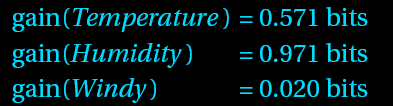 gain(Temperature) = 0.571 bits
gain(Humidity) = 0.971 bits
gain(Windy) = 0.020 bits